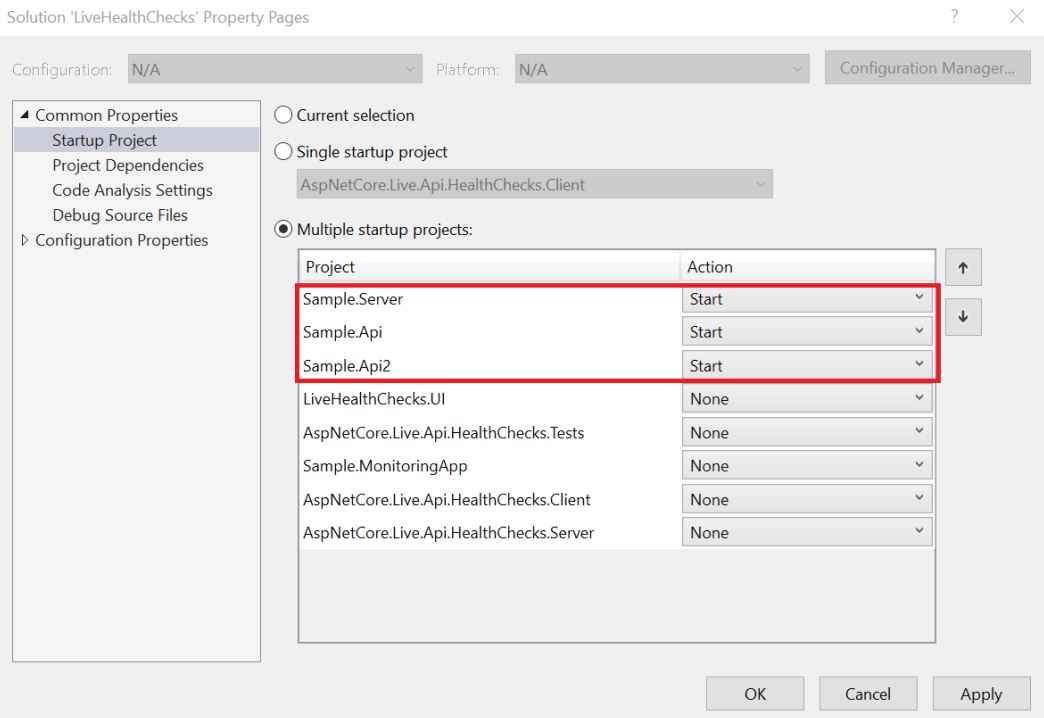 Solution 'LiveHealthChecks' Property Pages ?
Configuration: N/A Platform: N/A Configuration Manager...
Common Properties
Startup Project
Project Dependencies
Code Analysis Settings
Debug Source Files
Configuration Properties
Current selection
Single startup project
AspNetCore.Live.Api.HealthChecks.Client
Multiple startup projects:
Project Action
Sample.Server Start
Sample.Api Start
Sample.Api2 Start
LiveHealthChecks.UI None
AspNetCore.Live.Api.HealthChecks.Tests None
Sample.MonitoringApp None
AspNetCore.Live.Api.HealthChecks.Client None
AspNetCore.Live.Api.HealthChecks.Server None
OK Cancel Apply